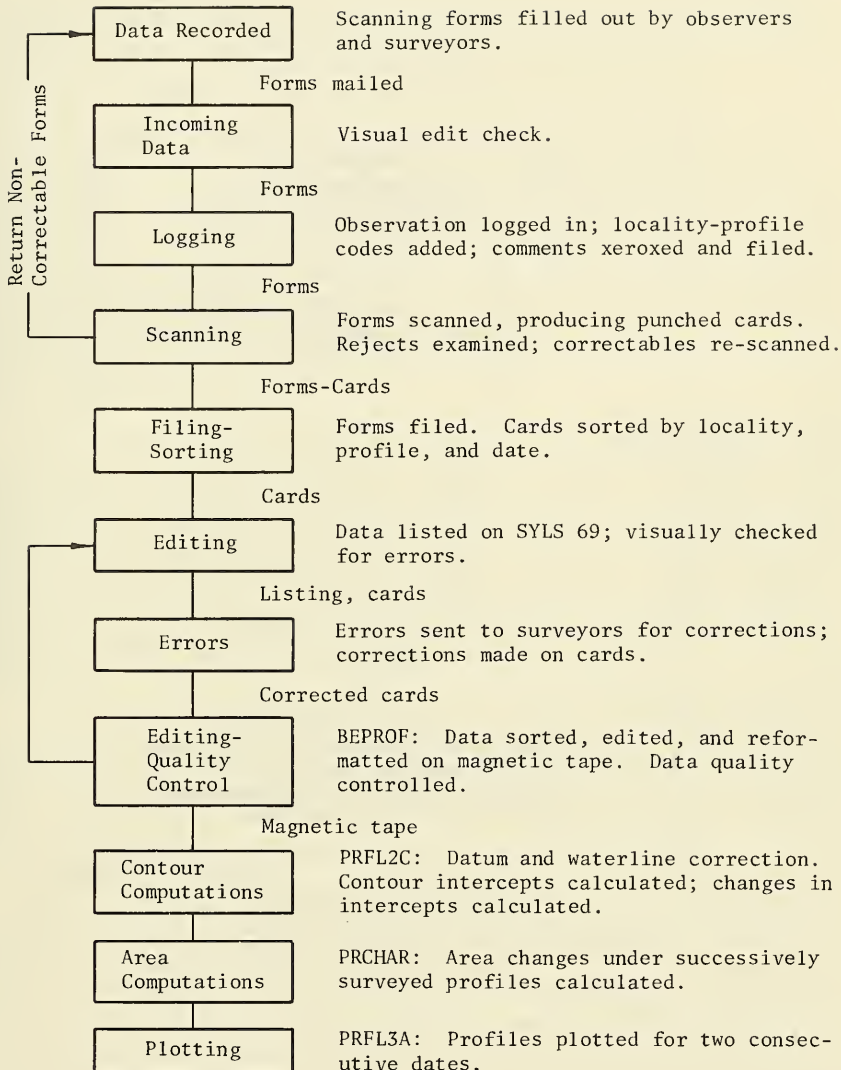 Data Recorded
Scanning forms filled out by observers
and surveyors.
Forms mailed
Return Non-
Correctable Forms
Incoming
Data
Visual edit check.
Forms
Logging
Observation logged in; locality-profile
codes added; comments xeroxed and filed.
Forms
Scanning
Forms scanned, producing punched cards.
Rejects examined; correctables re-scanned.
Forms-Cards
Filing-
Sorting
Forms filed. Cards sorted by locality,
profile, and date.
Cards
Editing
Data listed on SYLS 69; visually checked
for errors.
Listing, cards
Errors
Errors sent to surveyors for corrections;
corrections made on cards.
Corrected cards
Editing-
Quality
Control
BEPROF: Data sorted, edited, and refor-
matted on magnetic tape. Data quality
controlled.
Magnetic tape
Contour
Computations
PRFL2C: Datum and waterline correction.
Contour intercepts calculated; changes in
intercepts calculated.
Area
Computations
PRCHAR: Area changes under successively
surveyed profiles calculated.
Plotting
PRFL3A: Profiles plotted for two consec-
utive dates.